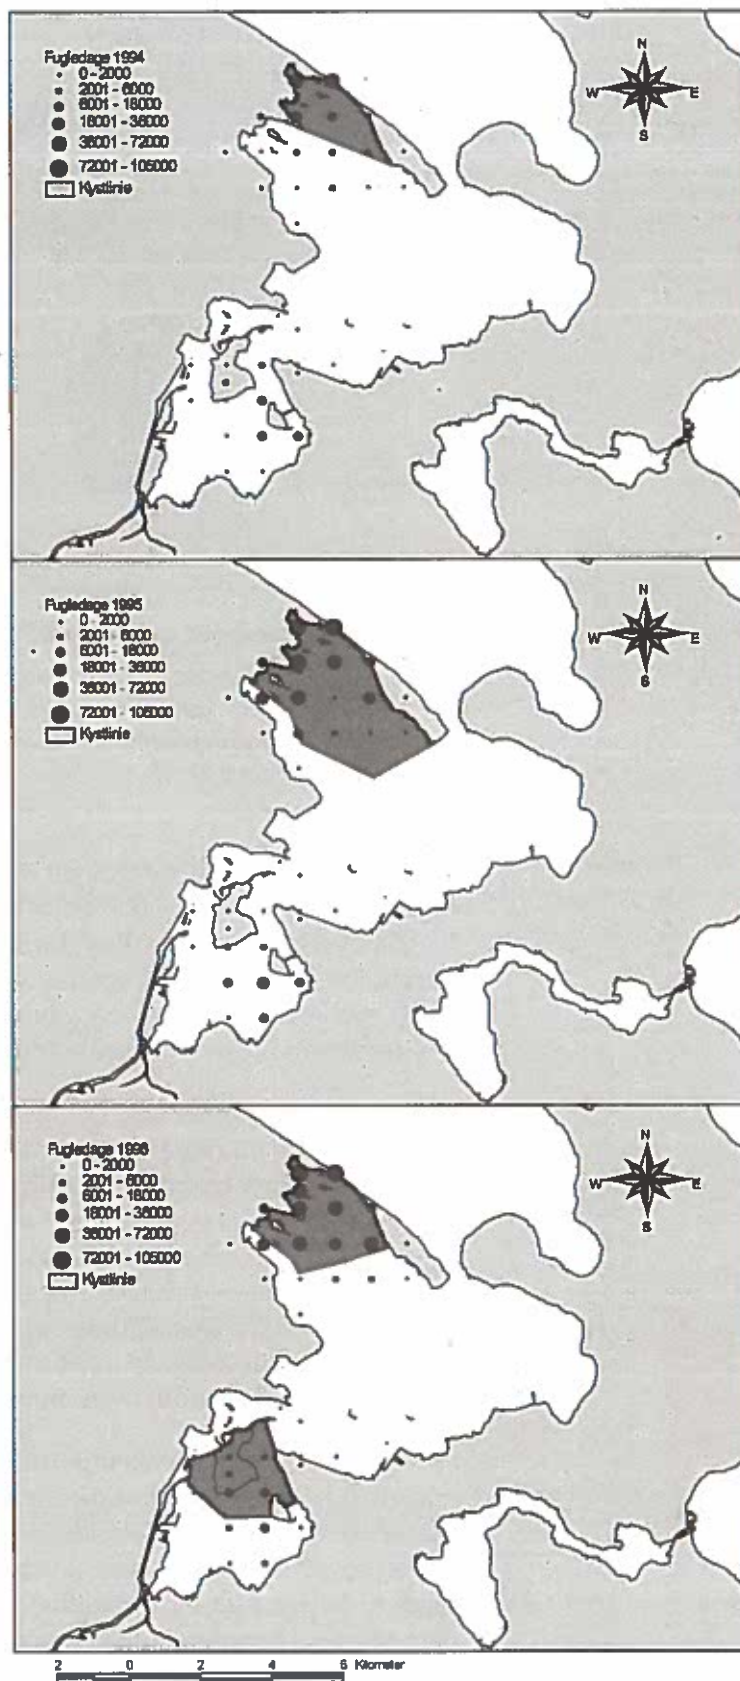 Fugledage 1994
0 - 2000
2001 - 6000
6001 - 18000
18001 - 36000
36001 - 72000
72001 - 105000
Kystlinie
N
W E
S
Fugledage 1995
0 - 2000
2001 - 6000
6001 - 18000
18001 - 36000
36001 - 72000
72001 - 105000
Kystlinie
N
W E
S
Fugledage 1996
0 - 2000
2001 - 6000
6001 - 18000
18001 - 36000
36001 - 72000
72001 - 105000
Kystlinie
N
W E
S
2 0 2 4 6 Kilometer